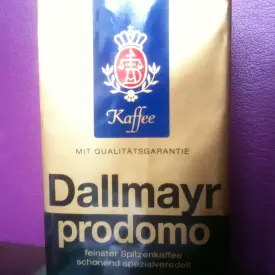 Kaffee
MIT QUALITÄTSGARANTIE
Dallmayr
prodomo
feinster Spitzenkaffee
schonend spezialveredelt